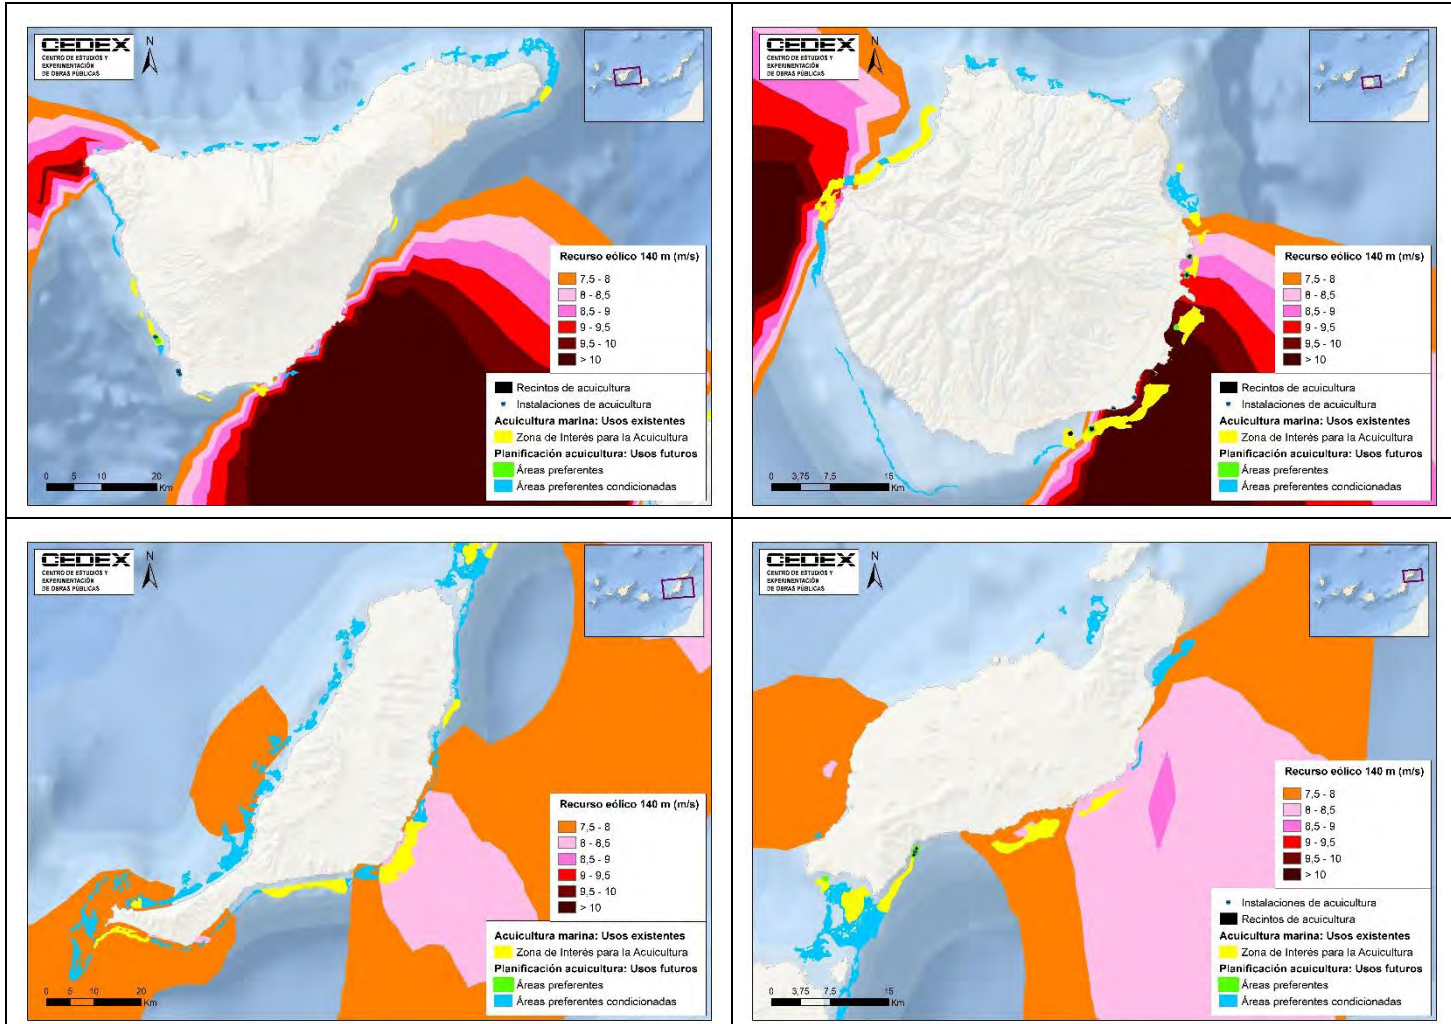 CEDEX
CENTRO DE ESTUDIOS Y
EXPERIMENTACIÓN
DE OBRAS PÚBLICAS
N
Recurso eólico 140 m (m/s)
7,5 - 8
8 - 8,5
8,5 - 9
9 - 9,5
9,5 - 10
> 10
Recintos de acuicultura
Instalaciones de acuicultura
Acuicultura marina: Usos existentes
Zona de Interés para la Acuicultura
Planificación acuicultura: Usos futuros
Áreas preferentes
Áreas preferentes condicionadas
0 5 10 20
Km
CEDEX
CENTRO DE ESTUDIOS Y
EXPERIMENTACIÓN
DE OBRAS PÚBLICAS
N
Recurso eólico 140 m (m/s)
7,5 - 8
8 - 8,5
8,5 - 9
9 - 9,5
9,5 - 10
> 10
Recintos de acuicultura
Instalaciones de acuicultura
Acuicultura marina: Usos existentes
Zona de Interés para la Acuicultura
Planificación acuicultura: Usos futuros
Áreas preferentes
Áreas preferentes condicionadas
0 3,75 7,5 15
Km
CEDEX
CENTRO DE ESTUDIOS Y
EXPERIMENTACIÓN
DE OBRAS PÚBLICAS
N
Recurso eólico 140 m (m/s)
7,5 - 8
8 - 8,5
8,5 - 9
9 - 9,5
9,5 - 10
> 10
Acuicultura marina: Usos existentes
Zona de Interés para la Acuicultura
Planificación acuicultura: Usos futuros
Áreas preferentes
Áreas preferentes condicionadas
0 5 10 20
Km
CEDEX
CENTRO DE ESTUDIOS Y
EXPERIMENTACIÓN
DE OBRAS PÚBLICAS
N
Recurso eólico 140 m (m/s)
7,5 - 8
8 - 8,5
8,5 - 9
9 - 9,5
9,5 - 10
> 10
Instalaciones de acuicultura
Recintos de acuicultura
Acuicultura marina: Usos existentes
Zona de Interés para la Acuicultura
Planificación acuicultura: Usos futuros
Áreas preferentes
Áreas preferentes condicionadas
0 3,75 7,5 15
Km